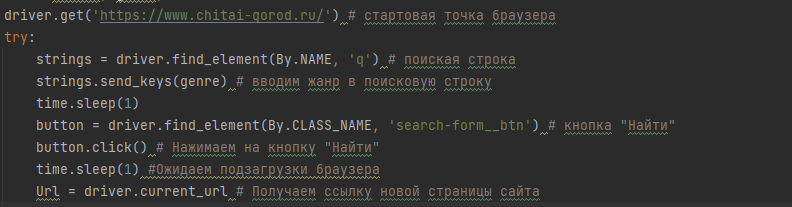 driver.get('https://www.chitai-gorod.ru/') # стартовая точка браузера
try:
    strings = driver.find_element(By.NAME, 'q') # поиская строка
    strings.send_keys(genre) # вводим жанр в поисковую строку
    time.sleep(1)
    button = driver.find_element(By.CLASS_NAME, 'search-form__btn') # кнопка "Найти"
    button.click() # Нажимаем на кнопку "Найти"
    time.sleep(1) #Ожидаем подзагрузки браузера
    Url = driver.current_url # Получаем ссылку новой страницы сайта